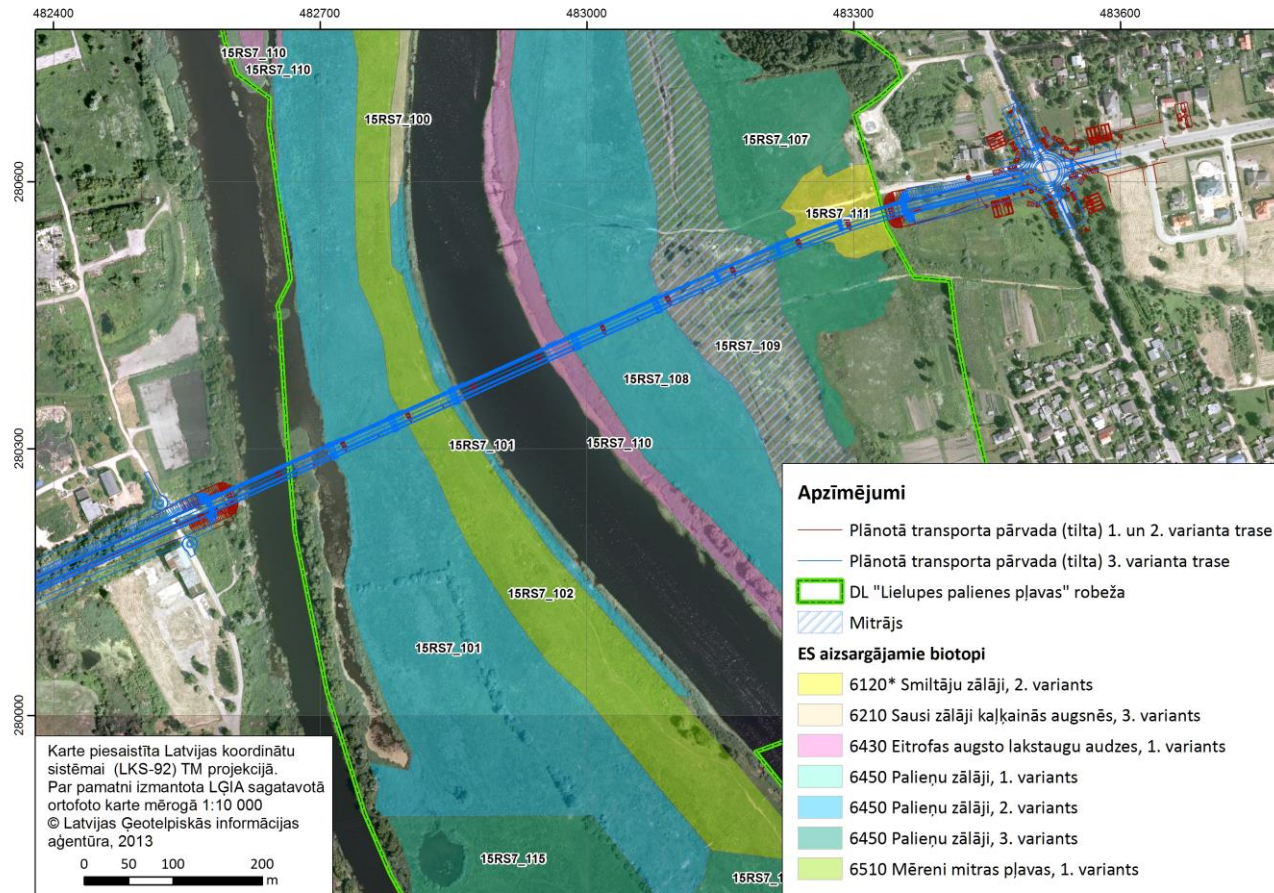 482400 482700 483000 483300 483600
15RS7_110
15RS7_110
15RS7_100
15RS7_107
280600
15RS7_111
15RS7_109
15RS7_108
280300
15RS7_101
15RS7_110
15RS7_102
15RS7_101
280000
15RS7_115
15RS7_1
Karte piesaistīta Latvijas koordinātu
sistēmai (LKS-92) TM projekcijā.
Par pamatni izmantota LĢIA sagatavotā
ortofoto karte mērogā 1:10 000
© Latvijas Ģeotelpiskās informācijas
aģentūra, 2013
0 50 100 200
m
Apzīmējumi
Plānotā transporta pārvada (tilta) 1. un 2. varianta trase
Plānotā transporta pārvada (tilta) 3. varianta trase
DL "Lielupes palienes pļavas" robeža
Mitrājs
ES aizsargājamie biotopi
6120* Smiltāju zālāji, 2. variants
6210 Sausi zālāji kaļķainās augsnēs, 3. variants
6430 Eitrofas augsto lakstaugu audzes, 1. variants
6450 Palieņu zālāji, 1. variants
6450 Palieņu zālāji, 2. variants
6450 Palieņu zālāji, 3. variants
6510 Mēreni mitras pļavas, 1. variants